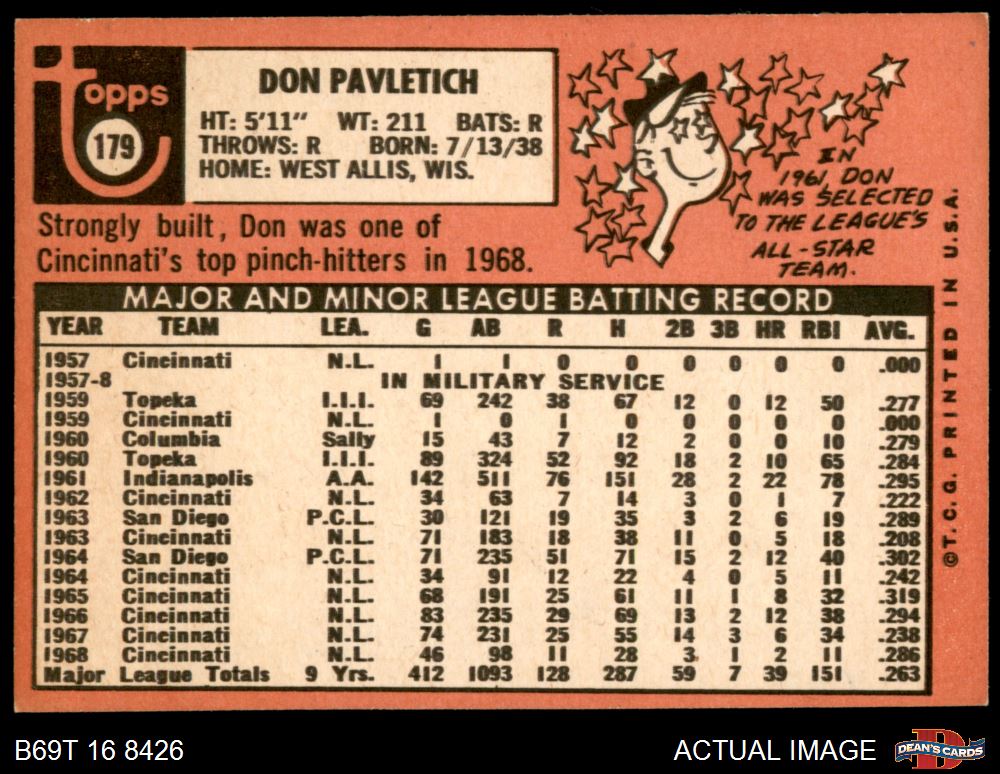 topps
179
DON PAVLETICH
HT: 5'11" WT: 211 BATS: R
THROWS: R BORN: 7/13/38
HOME: WEST ALLIS, WIS.
IN
1961, DON
WAS SELECTED
TO THE LEAGUE'S
ALL-STAR
TEAM.
Strongly built, Don was one of
Cincinnati's top pinch-hitters in 1968.
MAJOR AND MINOR LEAGUE BATTING RECORD
YEAR TEAM LEA. G AB R H 2B 3B HR RBI AVG.
1957 Cincinnati N.L. 1 1 0 0 0 0 0 0 .000
1957-8 IN MILITARY SERVICE
1959 Topeka I.I.I. 69 242 38 67 12 0 12 50 .277
1959 Cincinnati N.L. 1 0 1 0 0 0 0 0 .000
1960 Columbia Sally 15 43 7 12 2 0 0 10 .279
1960 Topeka I.I.I. 89 324 52 92 18 2 10 65 .284
1961 Indianapolis A.A. 142 511 76 151 28 2 22 78 .295
1962 Cincinnati N.L. 34 63 7 14 3 0 1 7 .222
1963 San Diego P.C.L. 30 121 19 35 3 2 6 19 .289
1963 Cincinnati N.L. 71 183 18 38 11 0 5 18 .208
1964 San Diego P.C.L. 71 235 51 71 15 2 12 40 .302
1964 Cincinnati N.L. 34 91 12 22 4 0 5 11 .242
1965 Cincinnati N.L. 68 191 25 61 11 1 8 32 .319
1966 Cincinnati N.L. 83 235 29 69 13 2 12 38 .294
1967 Cincinnati N.L. 74 231 25 55 14 3 6 34 .238
1968 Cincinnati N.L. 46 98 11 28 3 1 2 11 .286
Major League Totals 9 Yrs. 412 1093 128 287 59 7 39 151 .263
©T.C.G. PRINTED IN U.S.A.
B69T 16 8426
ACTUAL IMAGE
DEAN'S CARDS